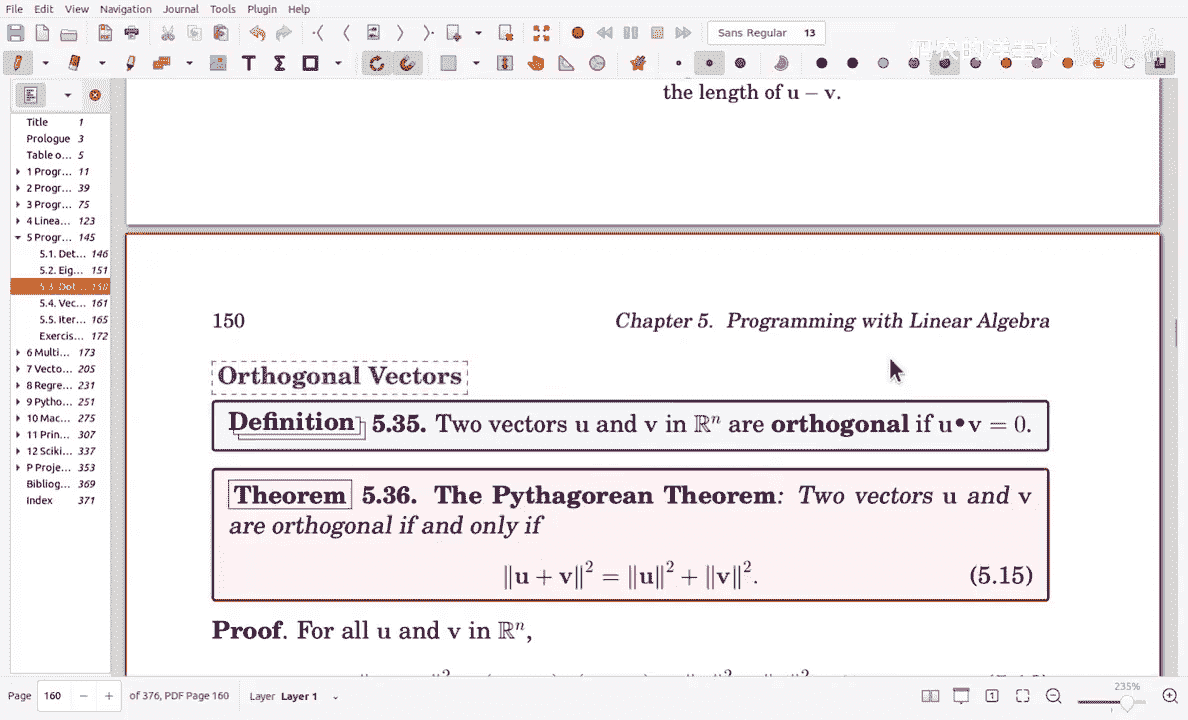 File Edit View Navigation Journal Tools Plugin Help
Sans Regular 13
Title 1
Prologue 3
Table o... 5
1 Progr... 11
2 Progr... 39
3 Progr... 75
4 Linea... 123
5 Progr... 145
5.1. Det... 146
5.2. Eig... 151
5.3. Dot...
5.4. Vec... 161
5.5. Iter... 165
Exercis... 172
6 Multi... 173
7 Vecto... 205
8 Regre... 231
9 Pytho... 251
10 Mac... 275
11 Prin... 307
12 Sciki... 337
P Proje... 353
Bibliog... 369
Index 371
the length of u − v.
150 Chapter 5. Programming with Linear Algebra
Orthogonal Vectors
Definition 5.35. Two vectors u and v in ℝⁿ are orthogonal if u•v = 0.
Theorem 5.36. The Pythagorean Theorem: Two vectors u and v
are orthogonal if and only if
‖u + v‖² = ‖u‖² + ‖v‖². (5.15)
Proof. For all u and v in ℝⁿ,
Page 160 − + of 376, PDF Page 160 Layer Layer 1 235%